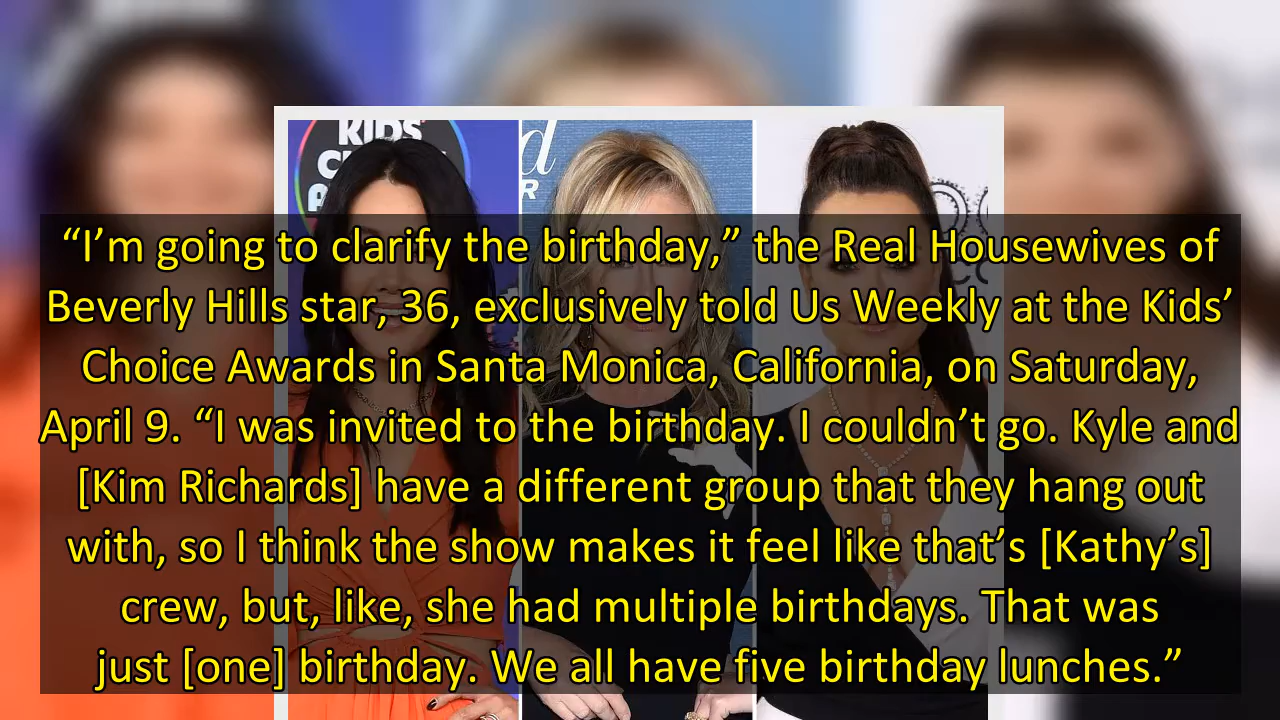 KIDS'
d
R
“I’m going to clarify the birthday,” the Real Housewives of
Beverly Hills star, 36, exclusively told Us Weekly at the Kids’
Choice Awards in Santa Monica, California, on Saturday,
April 9. “I was invited to the birthday. I couldn’t go. Kyle and
[Kim Richards] have a different group that they hang out
with, so I think the show makes it feel like that’s [Kathy’s]
crew, but, like, she had multiple birthdays. That was
just [one] birthday. We all have five birthday lunches.”